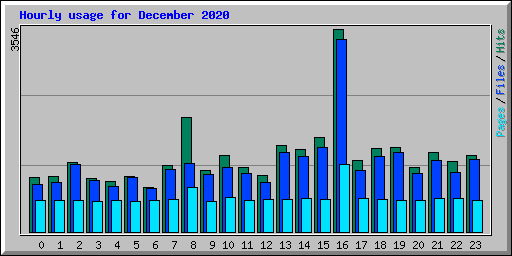 Hourly usage for December 2020
3546
Pages / Files / Hits
0 1 2 3 4 5 6 7 8 9 10 11 12 13 14 15 16 17 18 19 20 21 22 23